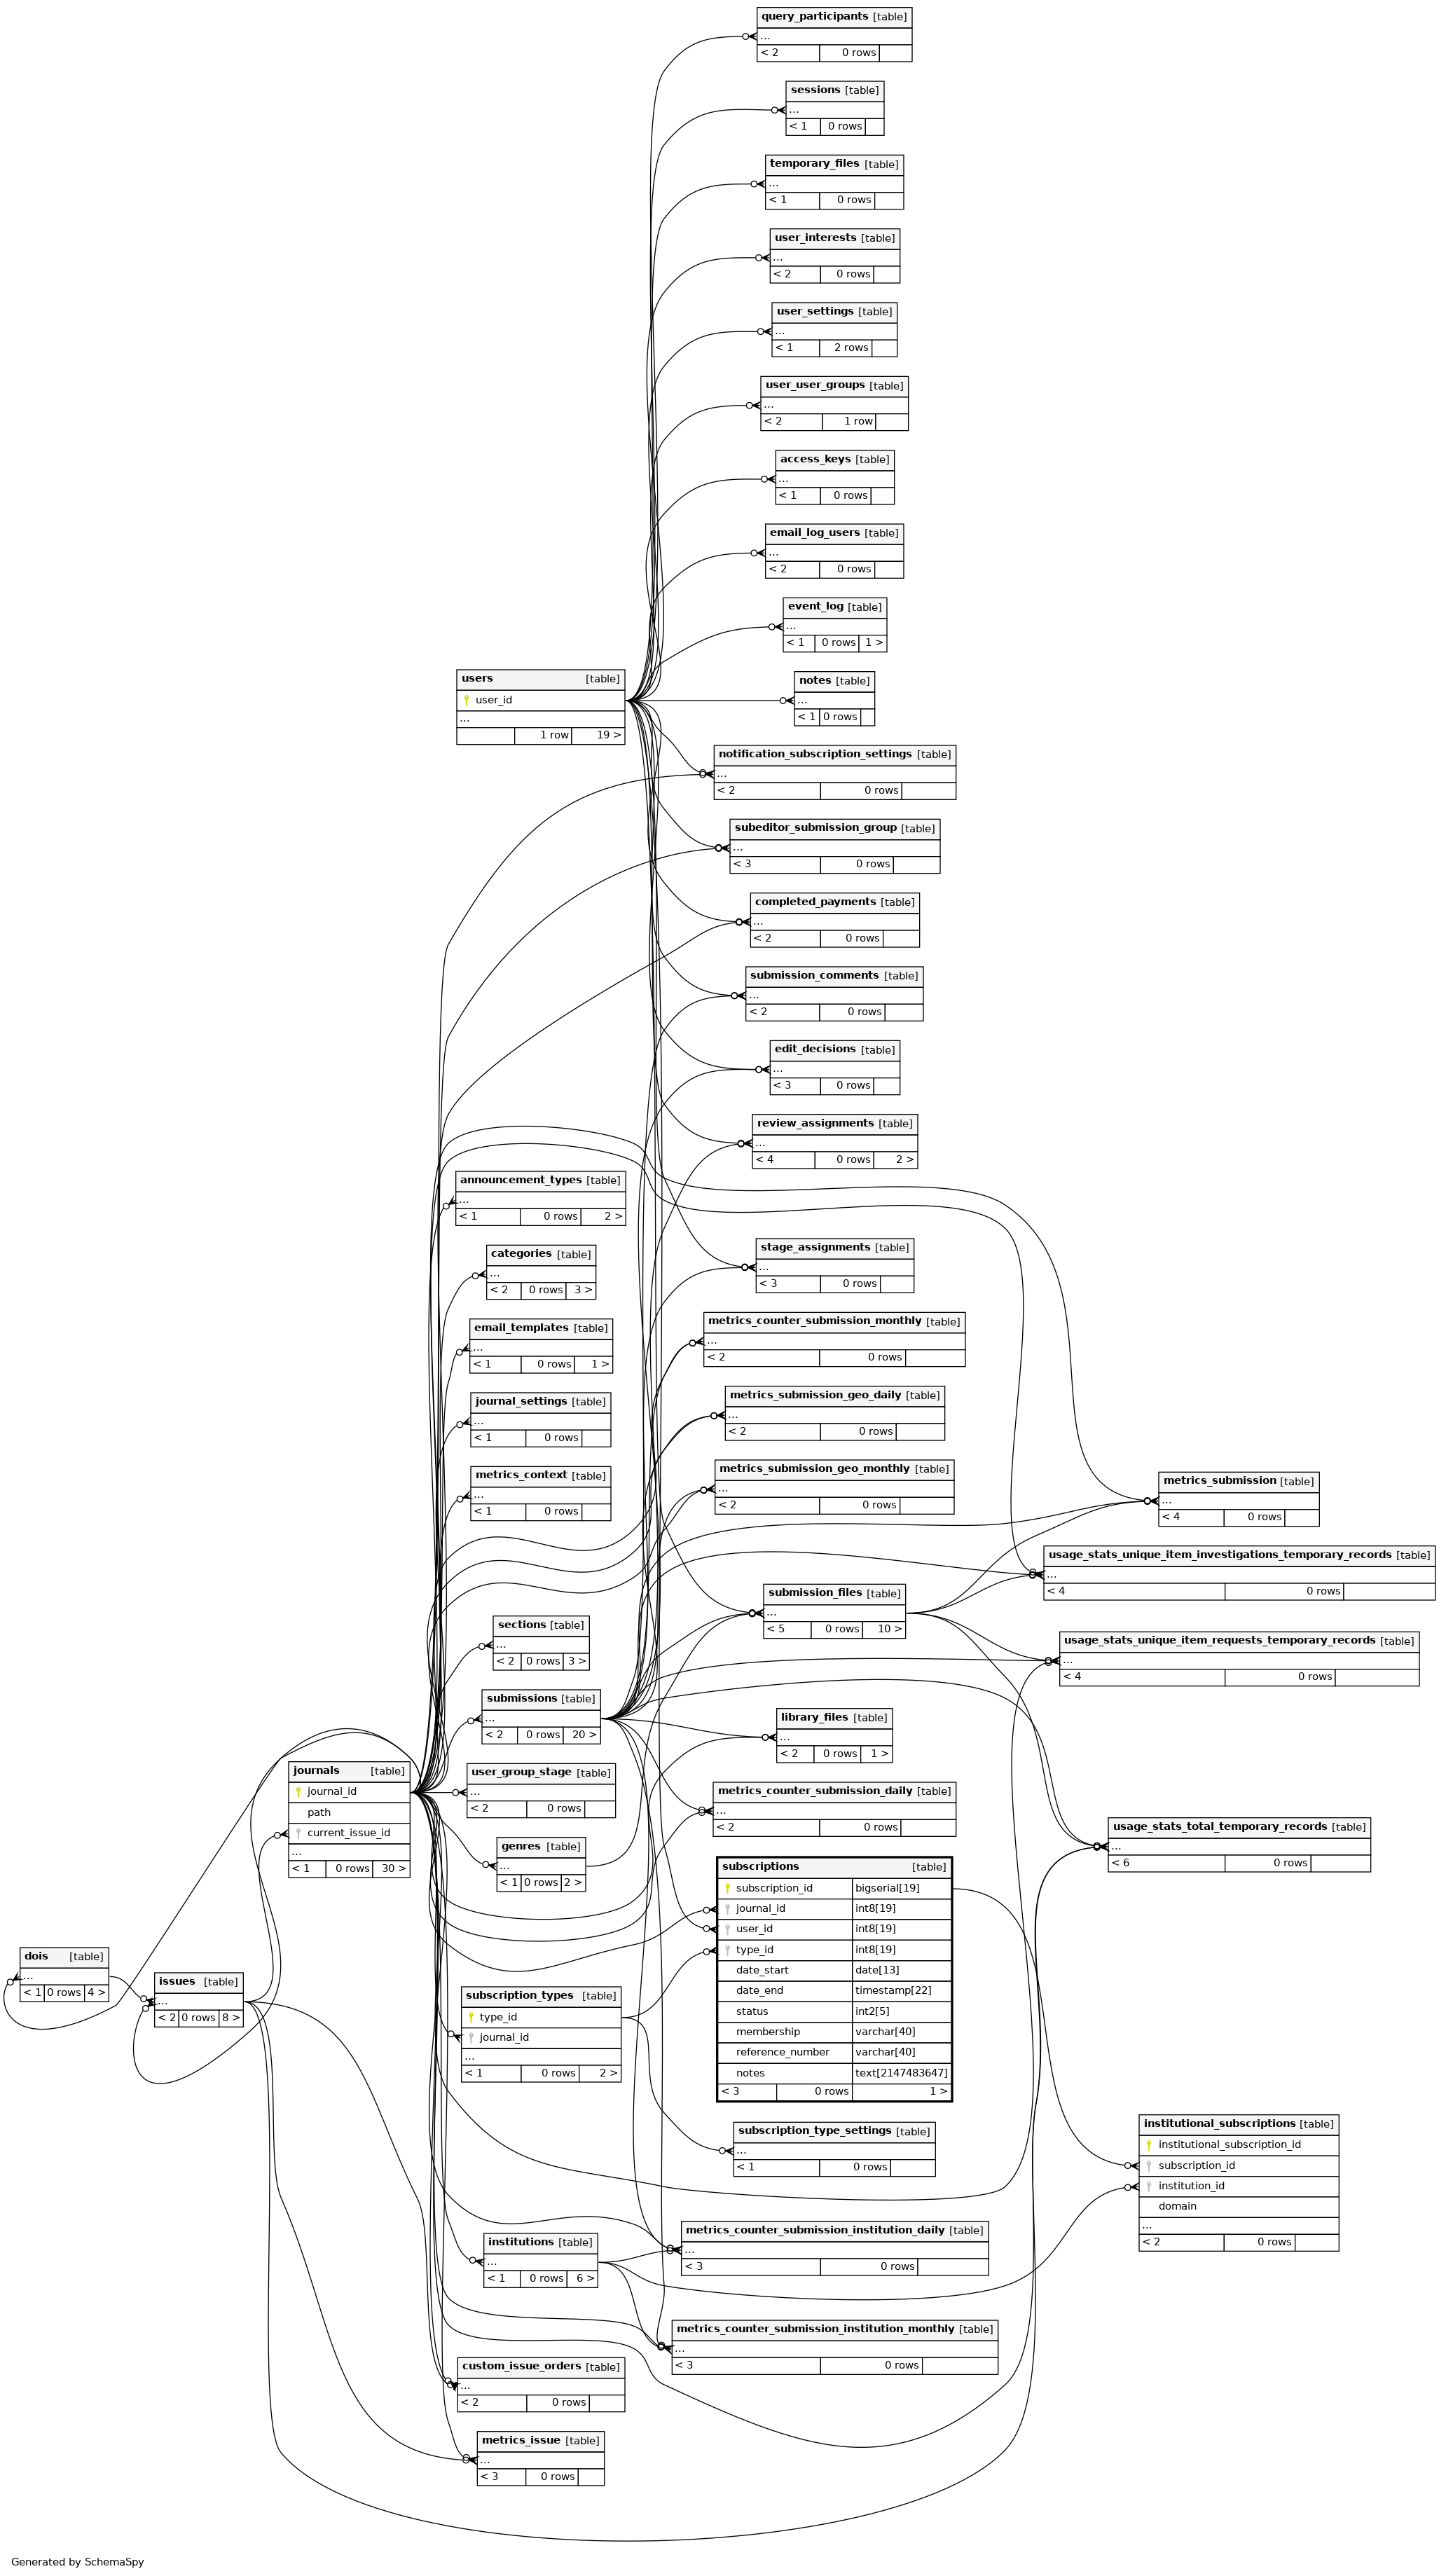 query_participants [table]
...
< 2 0 rows
sessions [table]
...
< 1 0 rows
temporary_files [table]
...
< 1 0 rows
user_interests [table]
...
< 2 0 rows
user_settings [table]
...
< 1 2 rows
user_user_groups [table]
...
< 2 1 row
access_keys [table]
...
< 1 0 rows
email_log_users [table]
...
< 2 0 rows
event_log [table]
...
< 1 0 rows 1 >
users [table]
user_id
...
1 row 19 >
notes [table]
...
< 1 0 rows
notification_subscription_settings [table]
...
< 2 0 rows
subeditor_submission_group [table]
...
< 3 0 rows
completed_payments [table]
...
< 2 0 rows
submission_comments [table]
...
< 2 0 rows
edit_decisions [table]
...
< 3 0 rows
review_assignments [table]
...
< 4 0 rows 2 >
announcement_types [table]
...
< 1 0 rows 2 >
stage_assignments [table]
...
< 3 0 rows
categories [table]
...
< 2 0 rows 3 >
metrics_counter_submission_monthly [table]
...
< 2 0 rows
email_templates [table]
...
< 1 0 rows 1 >
metrics_submission_geo_daily [table]
...
< 2 0 rows
journal_settings [table]
...
< 1 0 rows
metrics_submission_geo_monthly [table]
...
< 2 0 rows
metrics_context [table]
...
< 1 0 rows
metrics_submission [table]
...
< 4 0 rows
usage_stats_unique_item_investigations_temporary_records [table]
...
< 4 0 rows
submission_files [table]
...
< 5 0 rows 10 >
sections [table]
...
< 2 0 rows 3 >
usage_stats_unique_item_requests_temporary_records [table]
...
< 4 0 rows
submissions [table]
...
< 2 0 rows 20 >
library_files [table]
...
< 2 0 rows 1 >
journals [table]
journal_id
path
current_issue_id
...
< 1 0 rows 30 >
user_group_stage [table]
...
< 2 0 rows
metrics_counter_submission_daily [table]
...
< 2 0 rows
usage_stats_total_temporary_records [table]
...
< 6 0 rows
genres [table]
...
< 1 0 rows 2 >
subscriptions [table]
subscription_id bigserial[19]
journal_id int8[19]
user_id int8[19]
type_id int8[19]
date_start date[13]
date_end timestamp[22]
status int2[5]
membership varchar[40]
reference_number varchar[40]
notes text[2147483647]
< 3 0 rows 1 >
dois [table]
...
< 1 0 rows 4 >
issues [table]
...
< 2 0 rows 8 >
subscription_types [table]
type_id
journal_id
...
< 1 0 rows 2 >
subscription_type_settings [table]
...
< 1 0 rows
institutional_subscriptions [table]
institutional_subscription_id
subscription_id
institution_id
domain
...
< 2 0 rows
metrics_counter_submission_institution_daily [table]
...
< 3 0 rows
institutions [table]
...
< 1 0 rows 6 >
metrics_counter_submission_institution_monthly [table]
...
< 3 0 rows
custom_issue_orders [table]
...
< 2 0 rows
metrics_issue [table]
...
< 3 0 rows
Generated by SchemaSpy